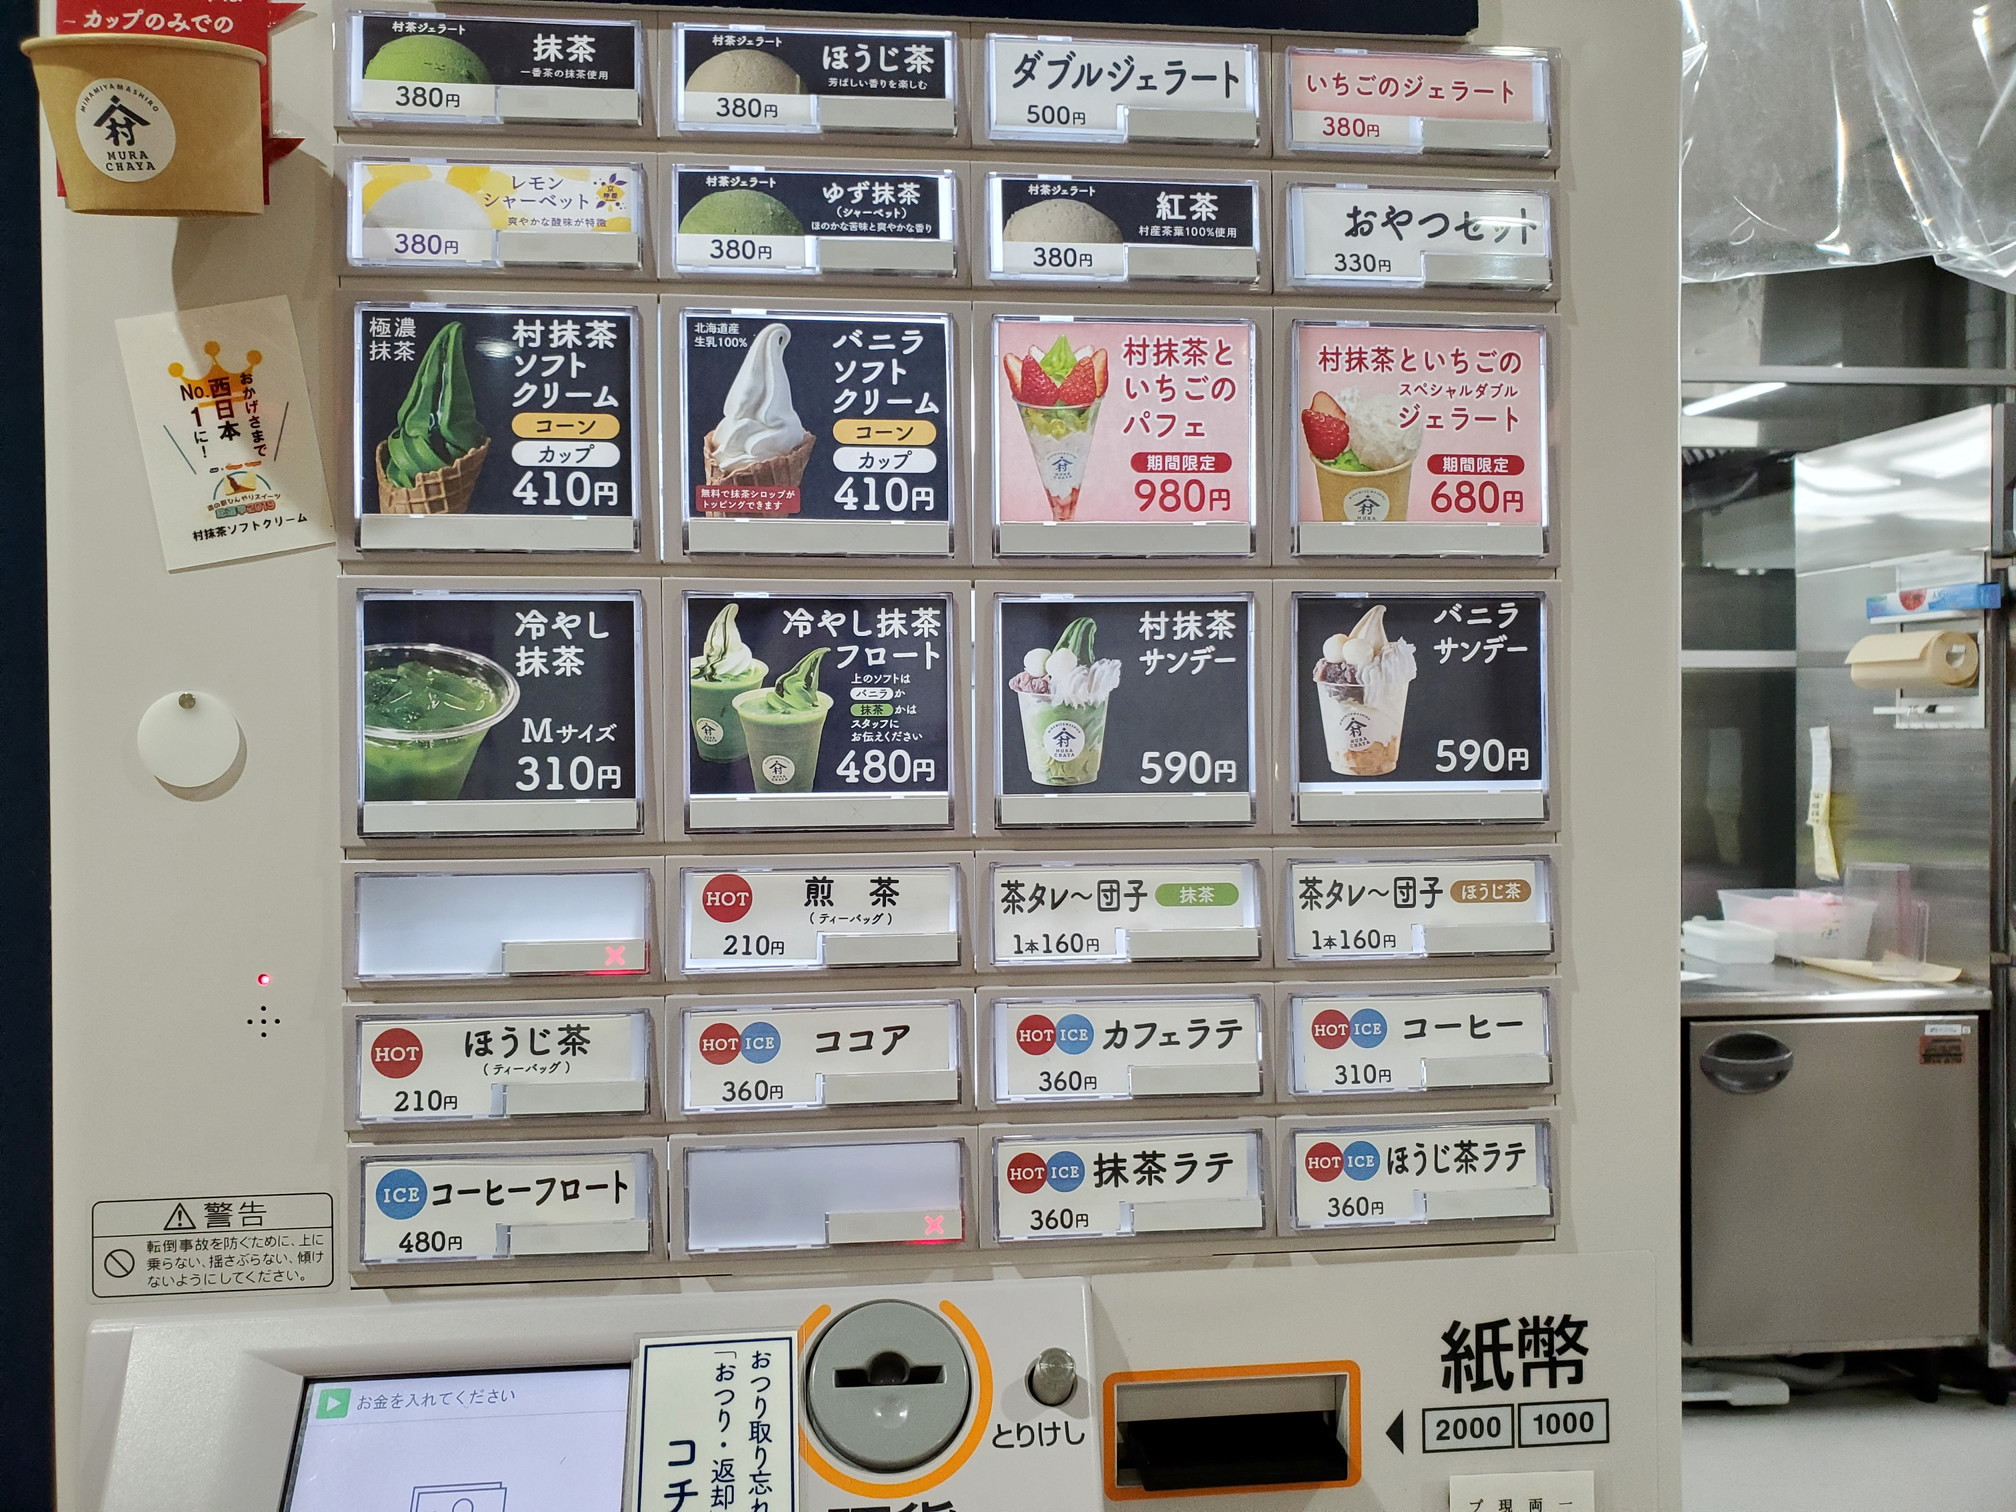 カップのみでの
MINAMIYAMASHIRO
村
MURA
CHAYA
村茶ジェラート
抹茶
一番茶の抹茶使用
380円
村茶ジェラート
ほうじ茶
芳ばしい香りを楽しむ
380円
ダブルジェラート
500円
いちごのジェラート
380円
レモン
シャーベット
爽やかな酸味が特徴
380円
村茶ジェラート
ゆず抹茶
(シャーベット)
ほのかな苦味と爽やかな香り
380円
村茶ジェラート
紅茶
村産茶葉100%使用
380円
おやつセット
330円
おかげさまで
西日本
No.1に!
道の駅ひんやりスイーツ
総選挙2019
村抹茶ソフトクリーム
極濃
抹茶
村抹茶
ソフト
クリーム
コーン
カップ
410円
北海道産
生乳100%
バニラ
ソフト
クリーム
コーン
カップ
無料で抹茶シロップが
トッピングできます
410円
村抹茶と
いちごの
パフェ
期間限定
980円
村抹茶といちごの
スペシャルダブル
ジェラート
期間限定
680円
冷やし
抹茶
Mサイズ
310円
冷やし抹茶
フロート
上のソフトは
バニラか
抹茶かは
スタッフに
お伝えください
480円
村抹茶
サンデー
590円
バニラ
サンデー
590円
HOT
煎 茶
(ティーバッグ)
210円
茶タレ〜団子 抹茶
1本160円
茶タレ〜団子 ほうじ茶
1本160円
HOT
ほうじ茶
(ティーバッグ)
210円
HOT ICE ココア
360円
HOT ICE カフェラテ
360円
HOT ICE コーヒー
310円
ICE コーヒーフロート
480円
HOT ICE 抹茶ラテ
360円
HOT ICE ほうじ茶ラテ
360円
警告
転倒事故を防ぐために、上に
乗らない、揺さぶらない、傾け
ないようにしてください。
お金を入れてください
おつり取り忘れ
「おつり・返却
コチ
とりけし
紙幣
2000 1000